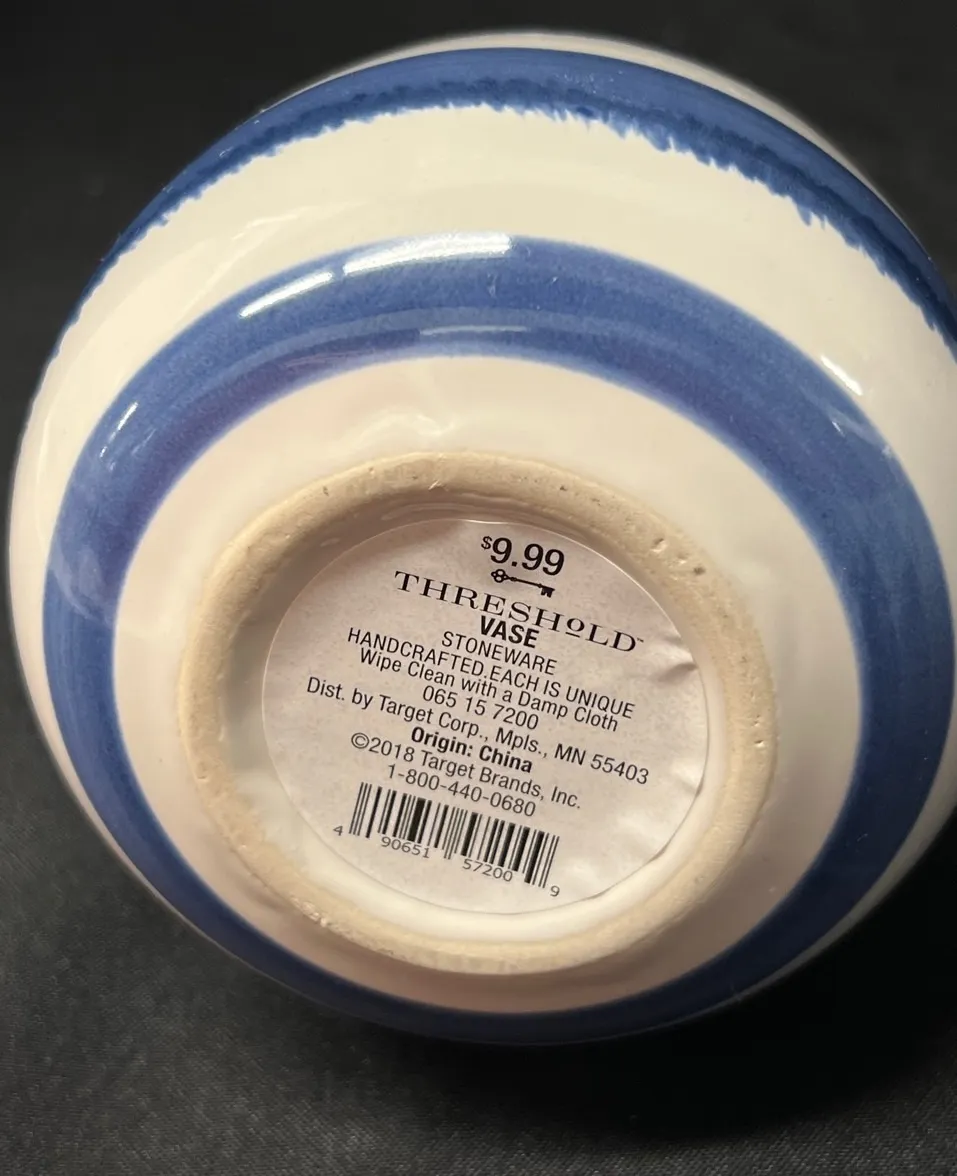 $9.99
THRESHOLD™
VASE
STONEWARE
HANDCRAFTED.EACH IS UNIQUE
Wipe Clean with a Damp Cloth
065 15 7200
Dist. by Target Corp., Mpls., MN 55403
Origin: China
©2018 Target Brands, Inc.
1-800-440-0680
4 90651 57200 9